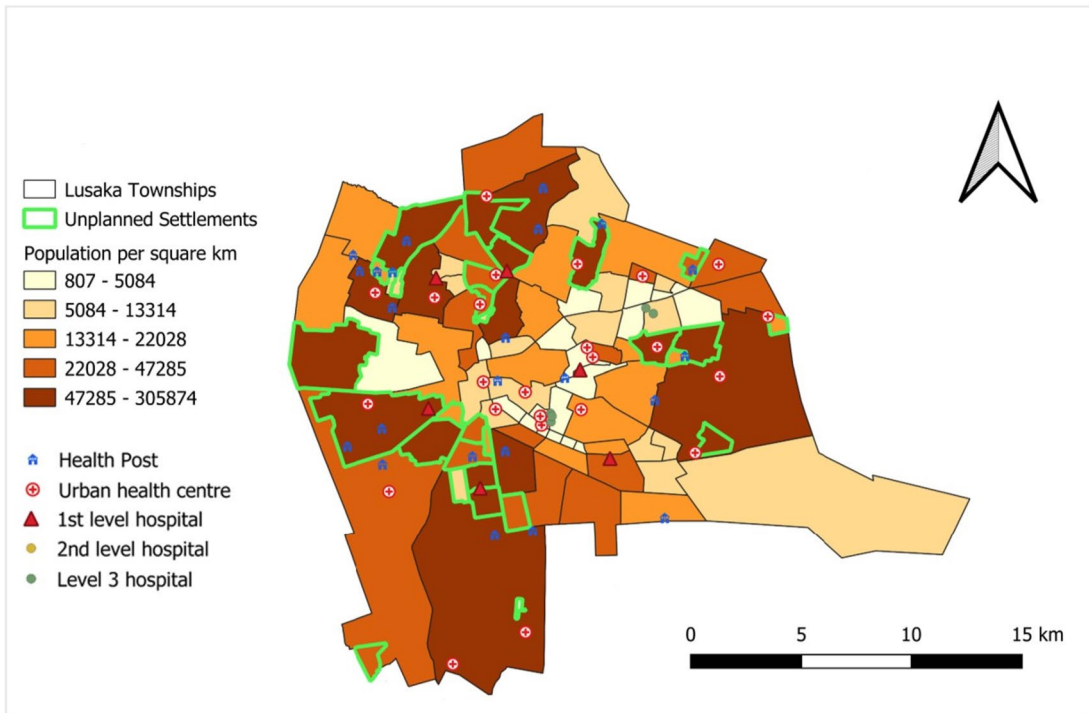 Lusaka Townships
Unplanned Settlements
Population per square km
807 - 5084
5084 - 13314
13314 - 22028
22028 - 47285
47285 - 305874
Health Post
Urban health centre
1st level hospital
2nd level hospital
Level 3 hospital
0 5 10 15 km